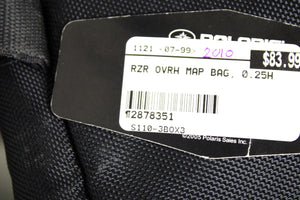 POLARIS
1121 <07-99> 2010
$83.99
RZR OVRH MAP BAG, 0.25H
2878351
S110-3BOX3
©2005 Polaris Sales Inc.